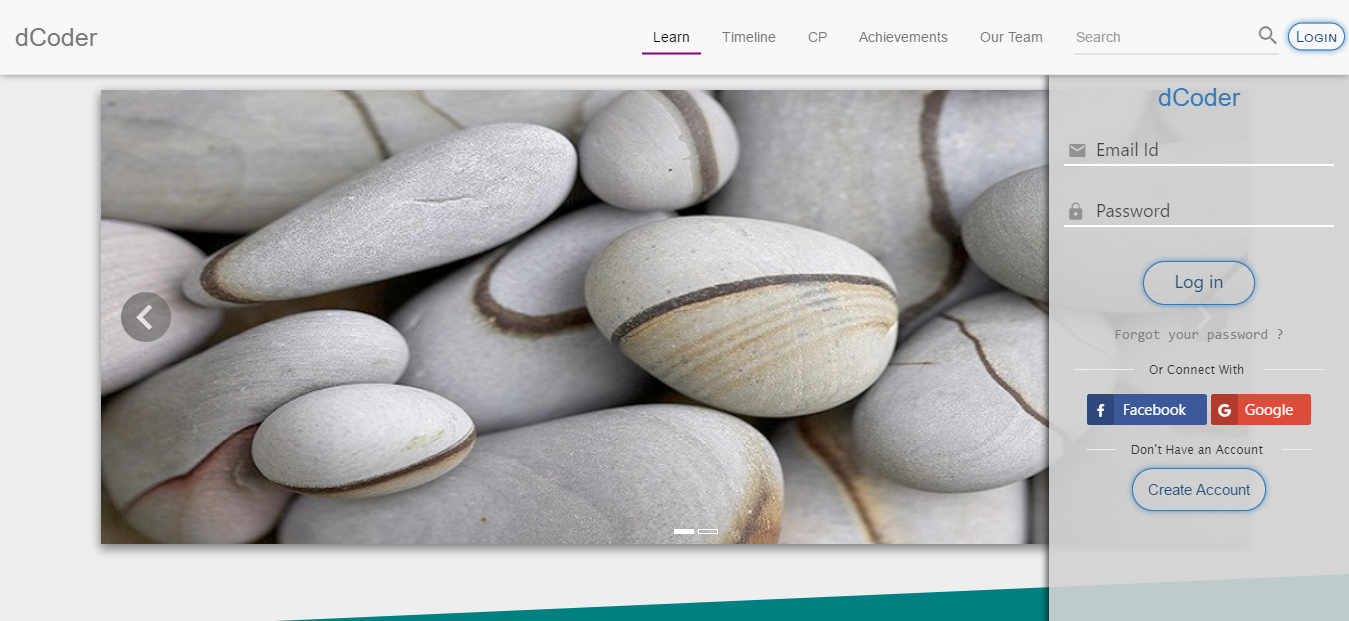 dCoder
Learn Timeline CP Achievements Our Team Search Login
dCoder
Email Id
Password
Log in
Forgot your password ?
Or Connect With
f Facebook G Google
Don't Have an Account
Create Account